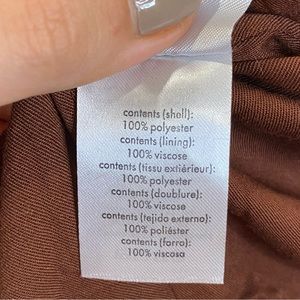 contents (shell):
100% polyester
contents (lining):
100% viscose
contents (tissu extérieur):
100% polyester
contents (doublure):
100% viscose
contents (tejido externo):
100% poliéster
contents (forro):
100% viscosa